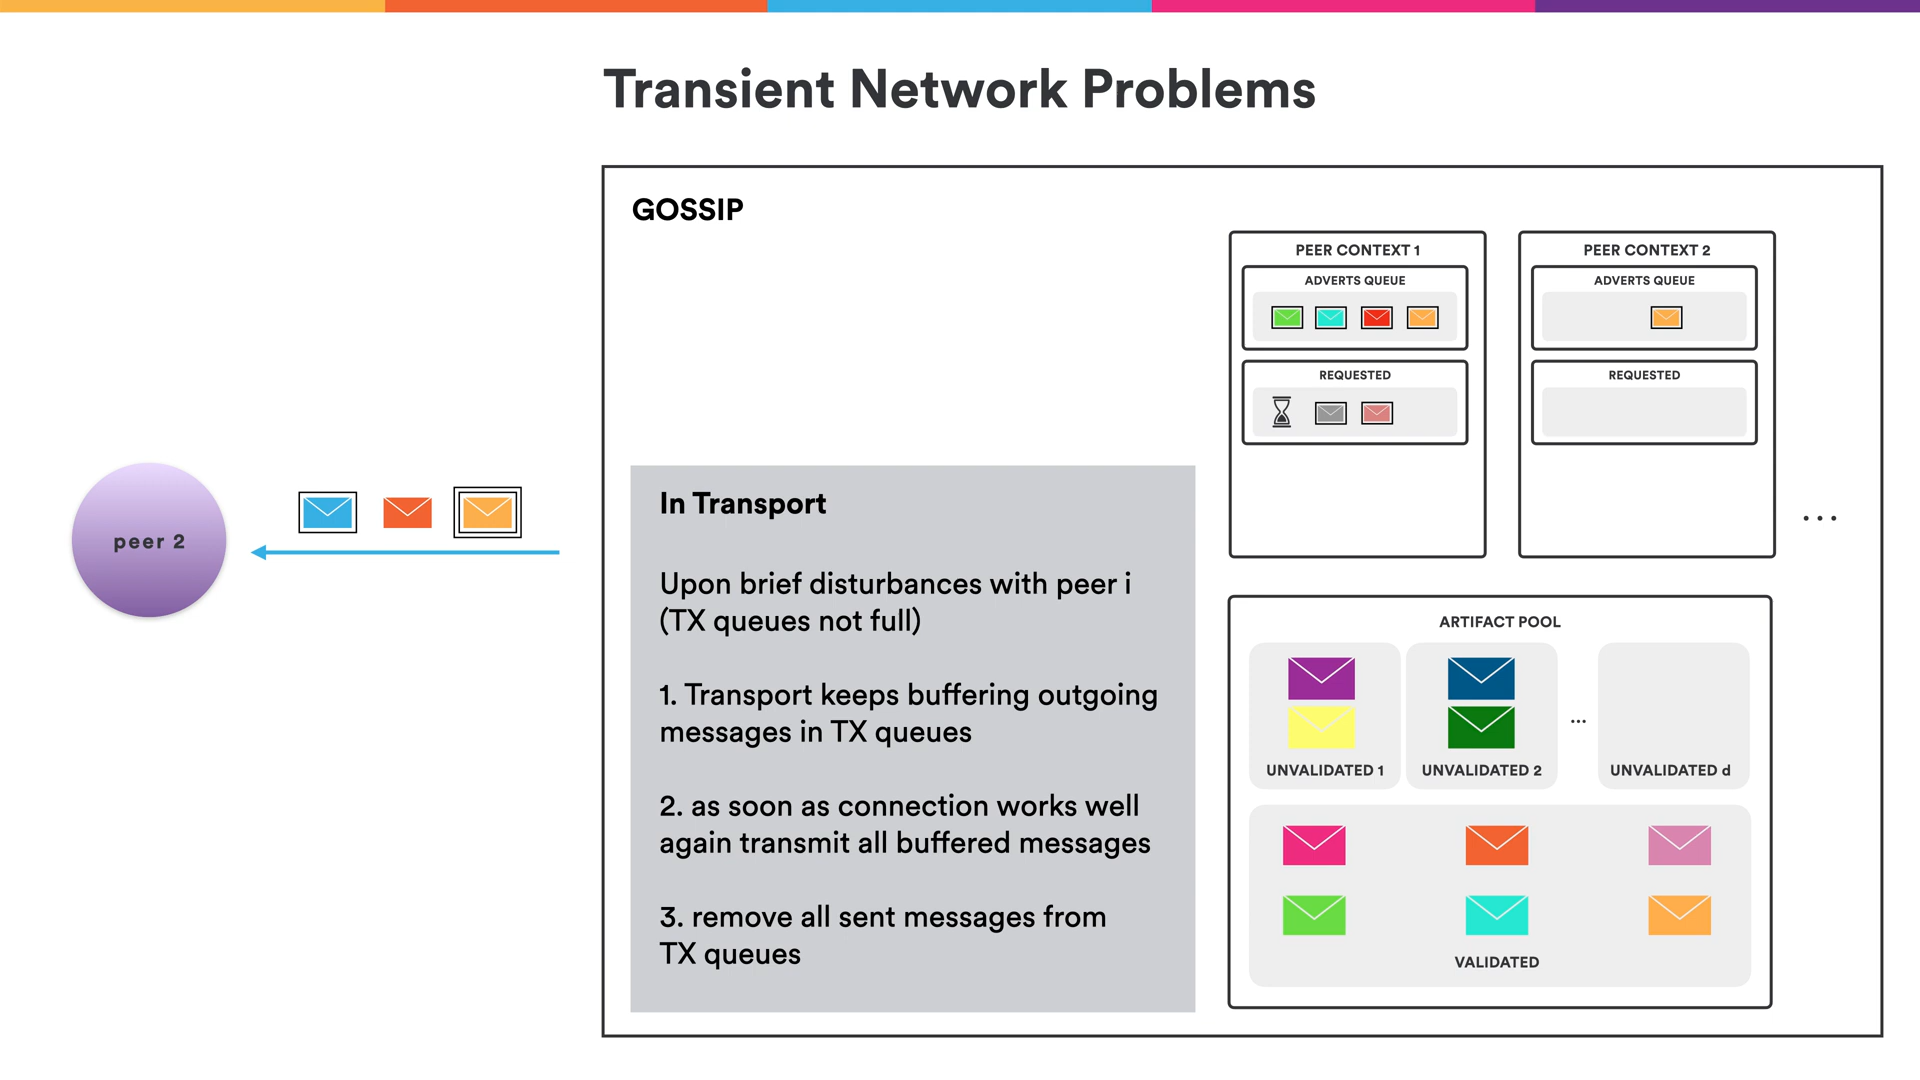 Transient Network Problems
GOSSIP
PEER CONTEXT 1
ADVERTS QUEUE
REQUESTED
PEER CONTEXT 2
ADVERTS QUEUE
REQUESTED
...
peer 2
In Transport
Upon brief disturbances with peer i
(TX queues not full)
1. Transport keeps buffering outgoing
messages in TX queues
2. as soon as connection works well
again transmit all buffered messages
3. remove all sent messages from
TX queues
ARTIFACT POOL
UNVALIDATED 1
UNVALIDATED 2
...
UNVALIDATED d
VALIDATED